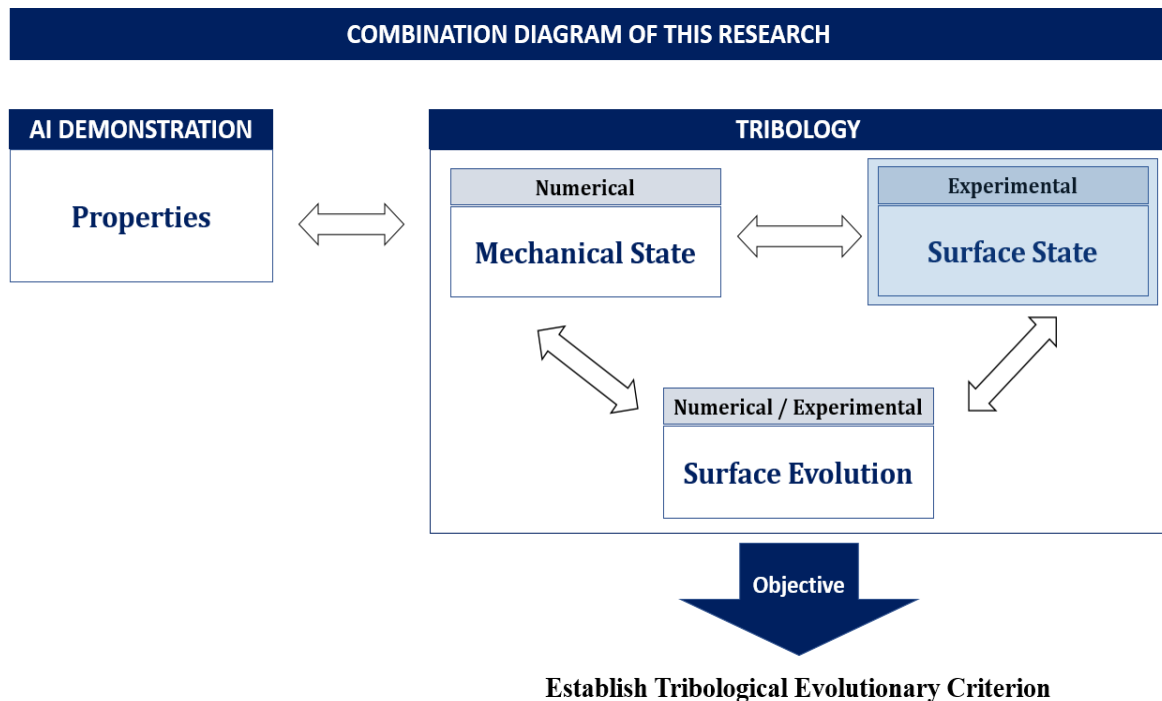 COMBINATION DIAGRAM OF THIS RESEARCH
AI DEMONSTRATION
Properties
TRIBOLOGY
Numerical
Mechanical State
Experimental
Surface State
Numerical / Experimental
Surface Evolution
Objective
Establish Tribological Evolutionary Criterion